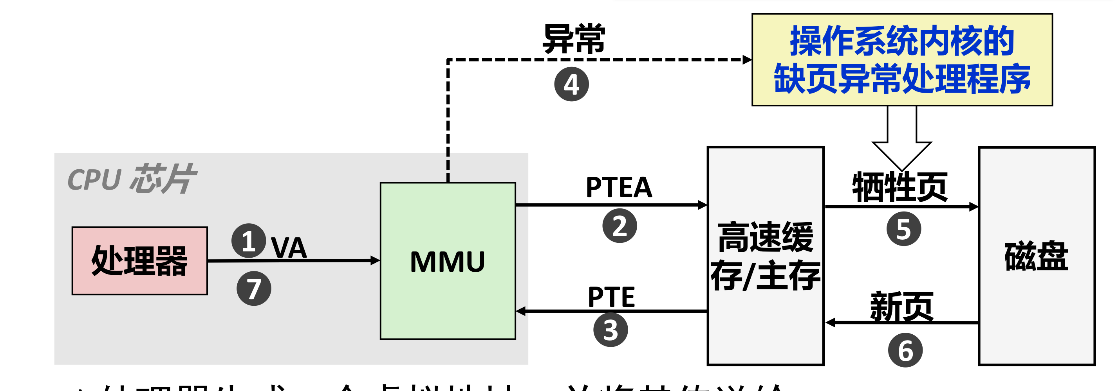 异常
④
操作系统内核的
缺页异常处理程序
CPU 芯片
处理器
① VA
⑦
MMU
PTEA
②
PTE
③
高速缓
存/主存
牺牲页
⑤
新页
⑥
磁盘